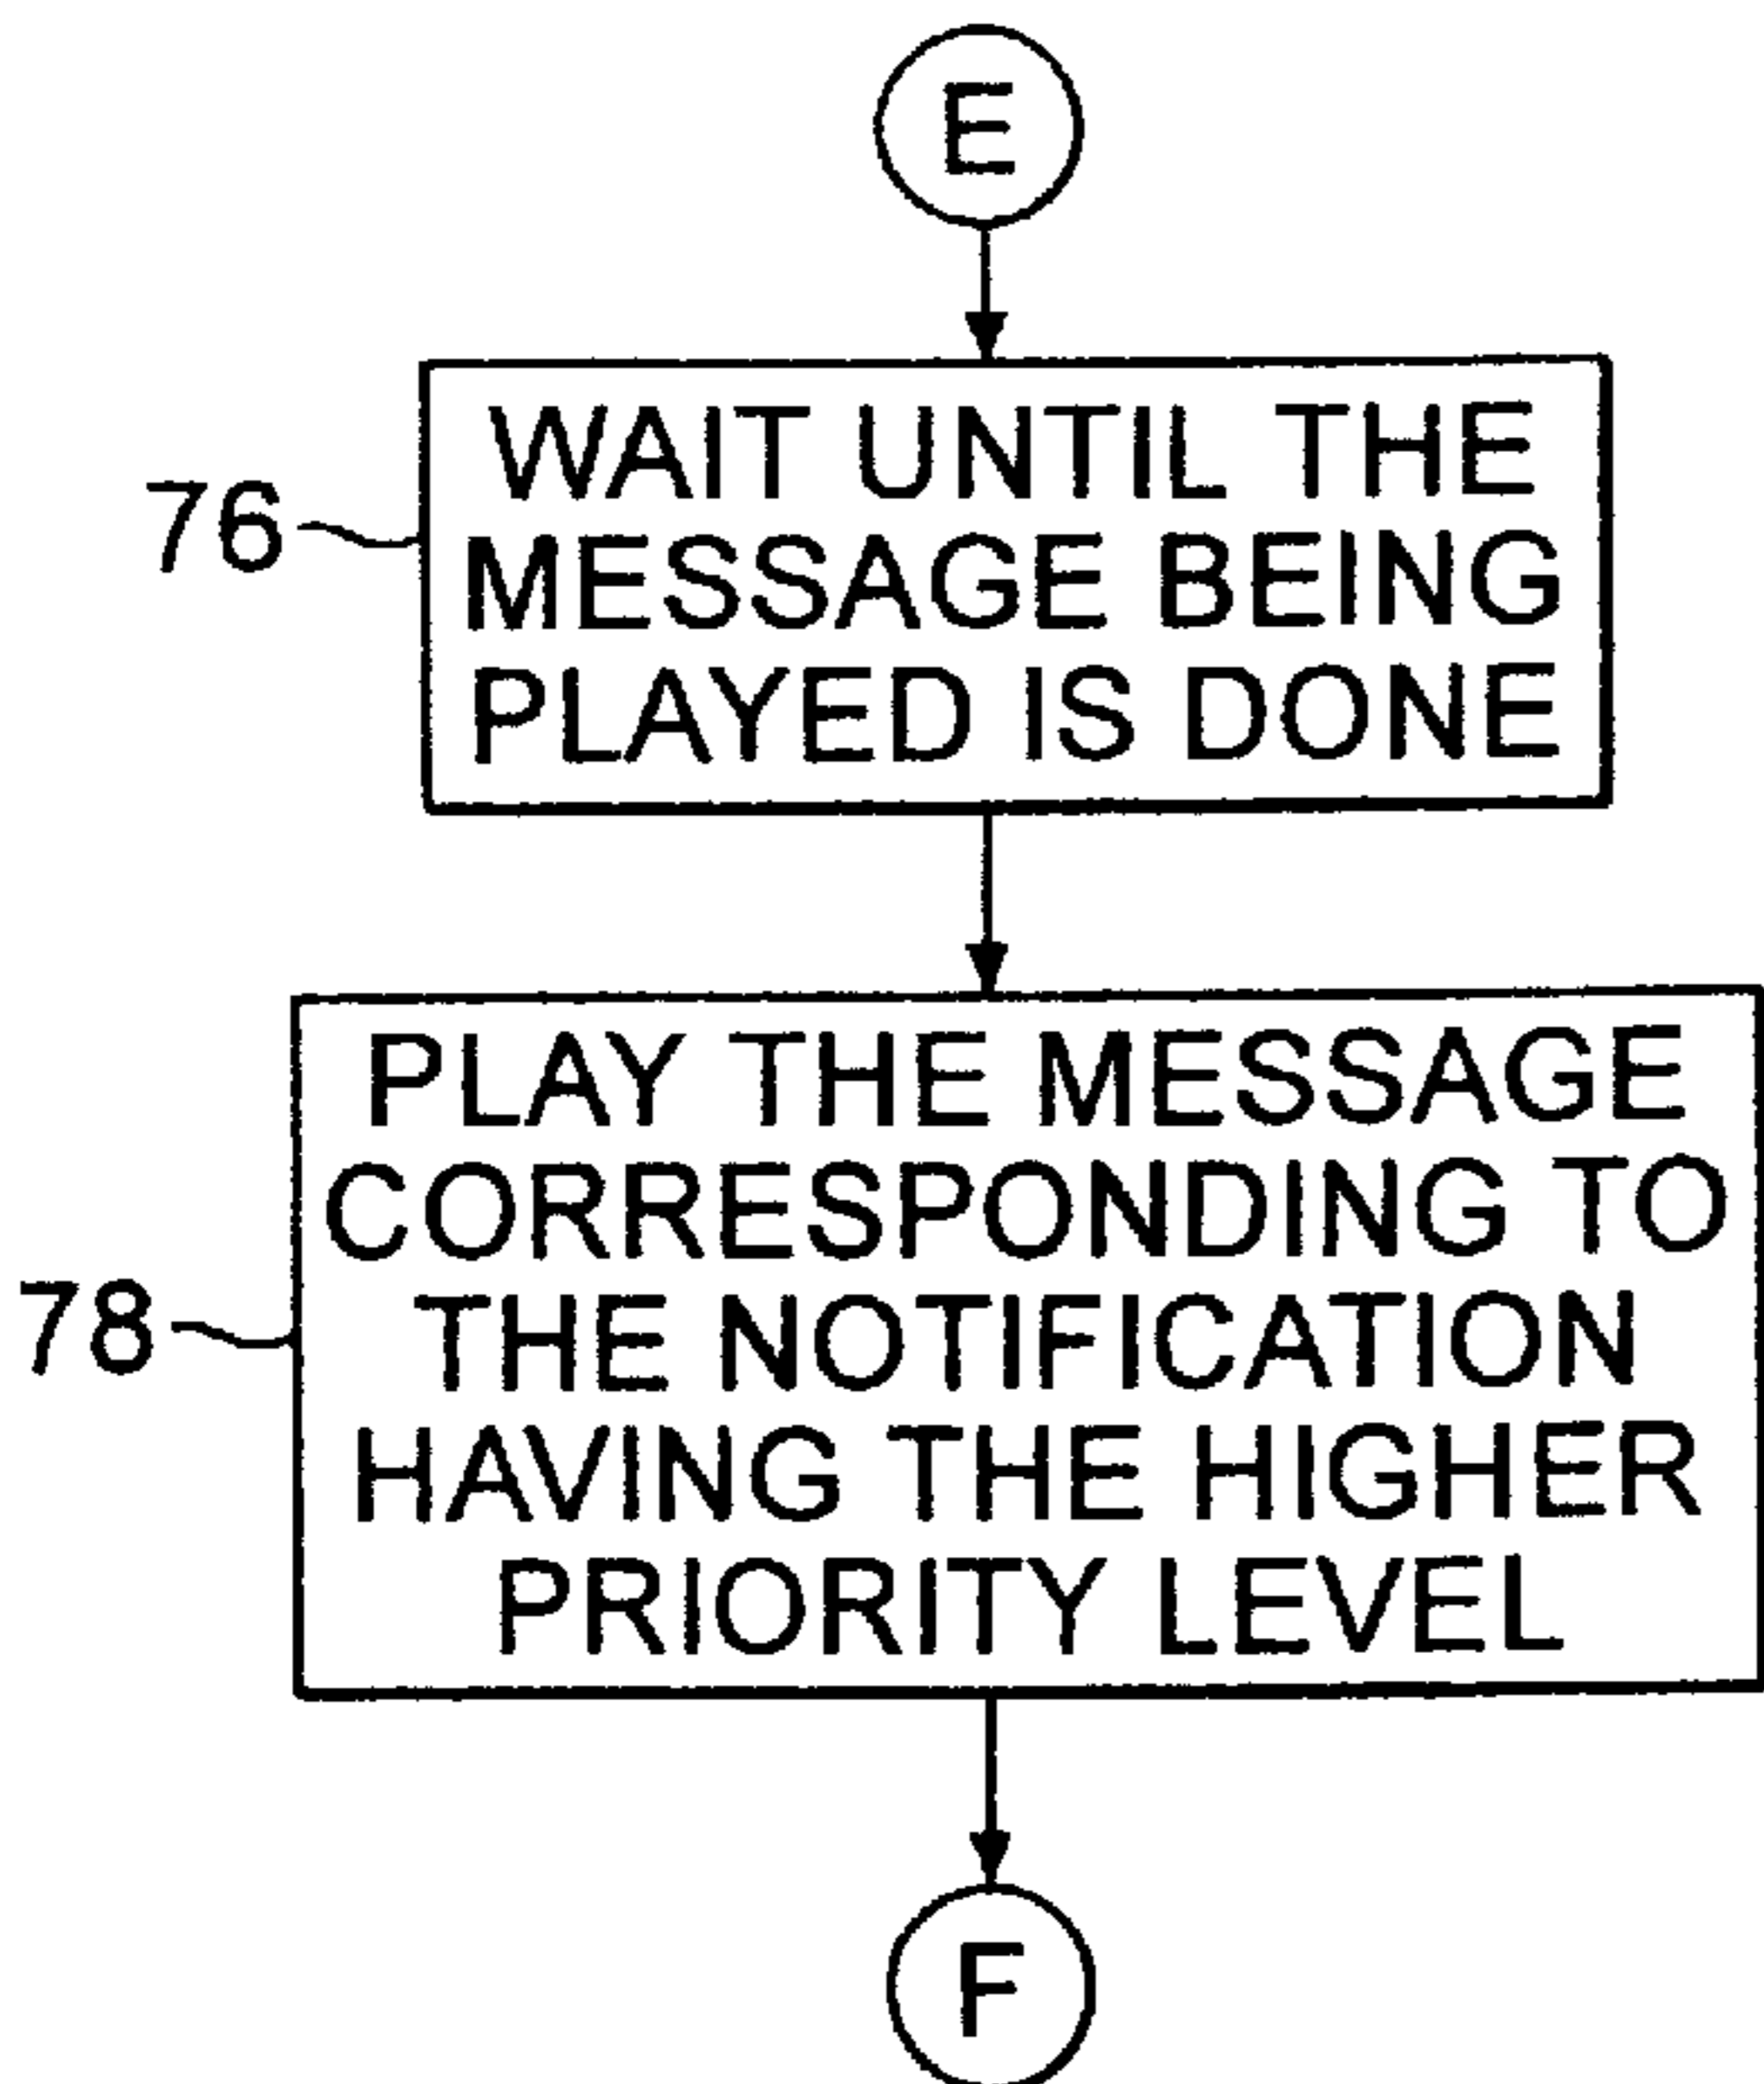 E
76
WAIT UNTIL THE
MESSAGE BEING
PLAYED IS DONE
78
PLAY THE MESSAGE
CORRESPONDING TO
THE NOTIFICATION
HAVING THE HIGHER
PRIORITY LEVEL
F